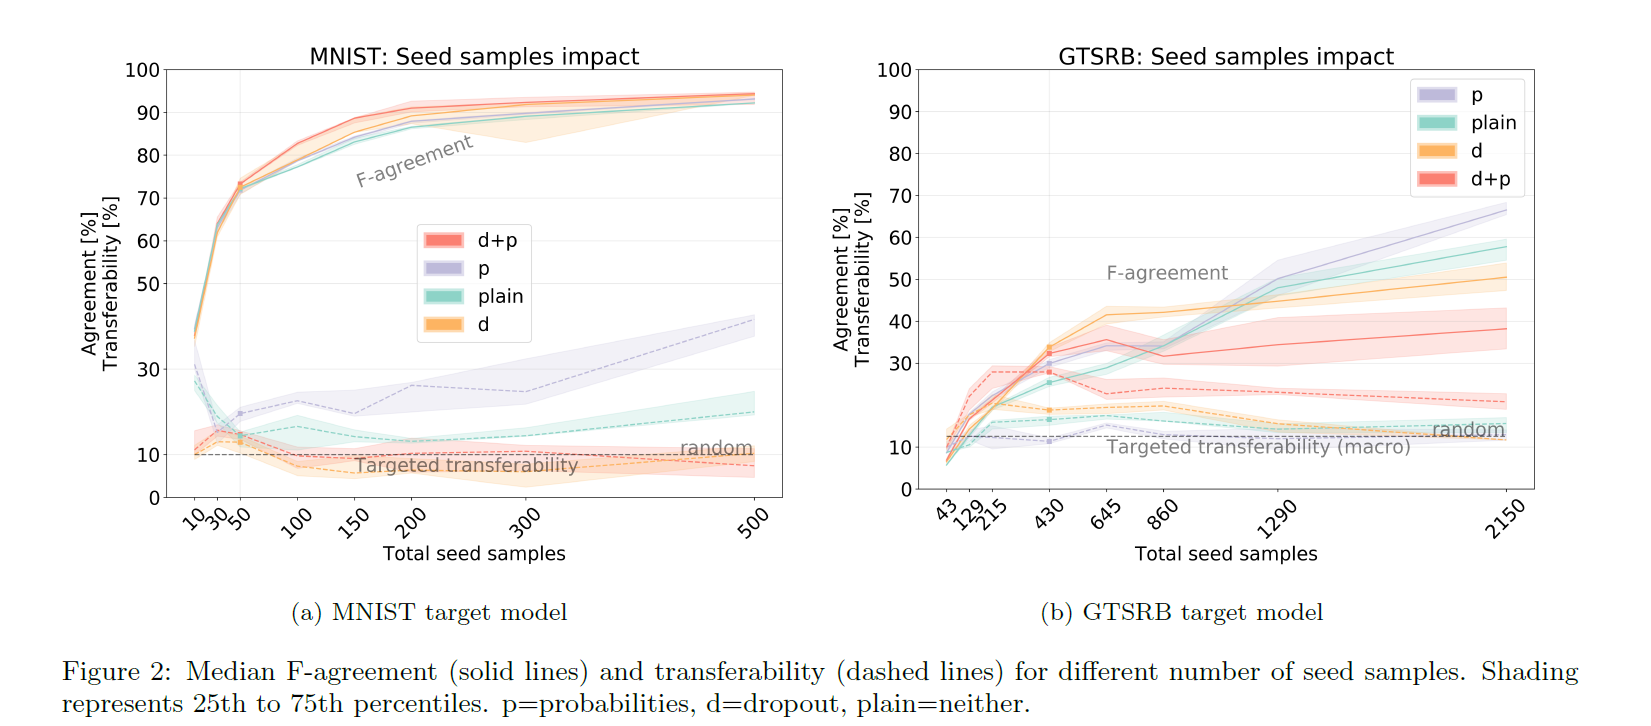 MNIST: Seed samples impact
100
90
80
70
60
50
30
10
0
Agreement [%]
Transferability [%]
F-agreement
d+p
p
plain
d
random
Targeted transferability
10
30
50
100
150
200
300
500
Total seed samples
(a) MNIST target model
GTSRB: Seed samples impact
100
90
80
70
60
50
40
30
10
0
Agreement [%]
Transferability [%]
p
plain
d
d+p
F-agreement
random
Targeted transferability (macro)
43
129
215
430
645
860
1290
2150
Total seed samples
(b) GTSRB target model
Figure 2: Median F-agreement (solid lines) and transferability (dashed lines) for different number of seed samples. Shading
represents 25th to 75th percentiles. p=probabilities, d=dropout, plain=neither.